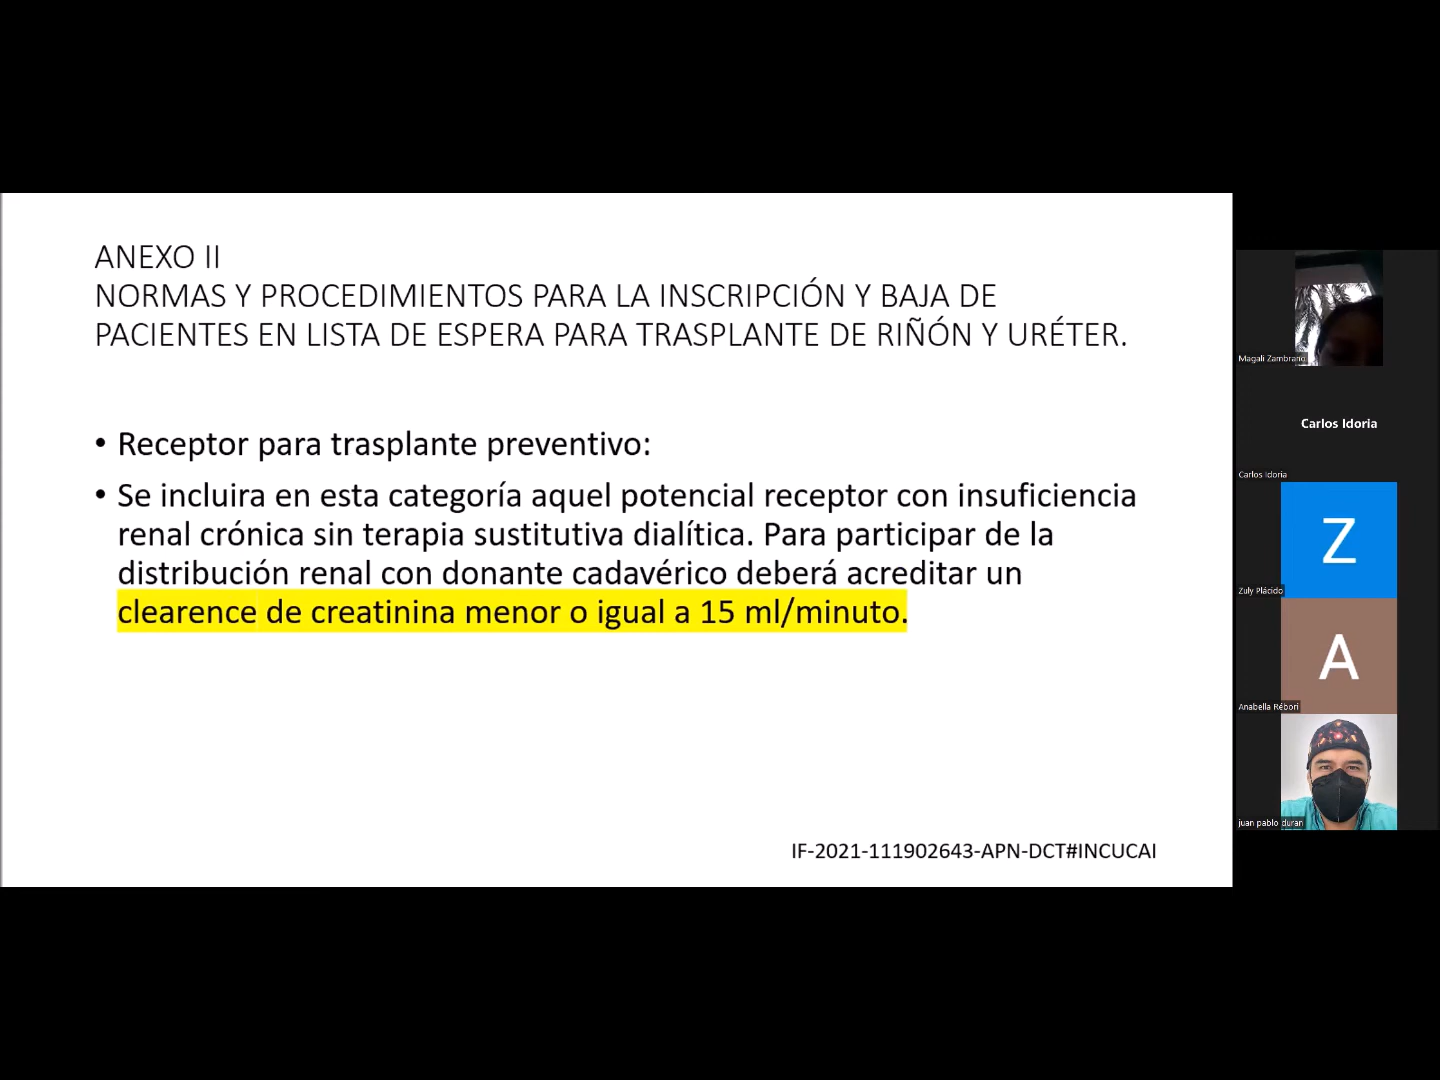 ANEXO II
NORMAS Y PROCEDIMIENTOS PARA LA INSCRIPCIÓN Y BAJA DE
PACIENTES EN LISTA DE ESPERA PARA TRASPLANTE DE RIÑÓN Y URÉTER.
• Receptor para trasplante preventivo:
• Se incluira en esta categoría aquel potencial receptor con insuficiencia
renal crónica sin terapia sustitutiva dialítica. Para participar de la
distribución renal con donante cadavérico deberá acreditar un
clearence de creatinina menor o igual a 15 ml/minuto.
IF-2021-111902643-APN-DCT#INCUCAI
Magali Zambrano
Carlos Idoria
Carlos Idoria
Z
Zuly Plácido
A
Anabella Rébori
juan pablo duran